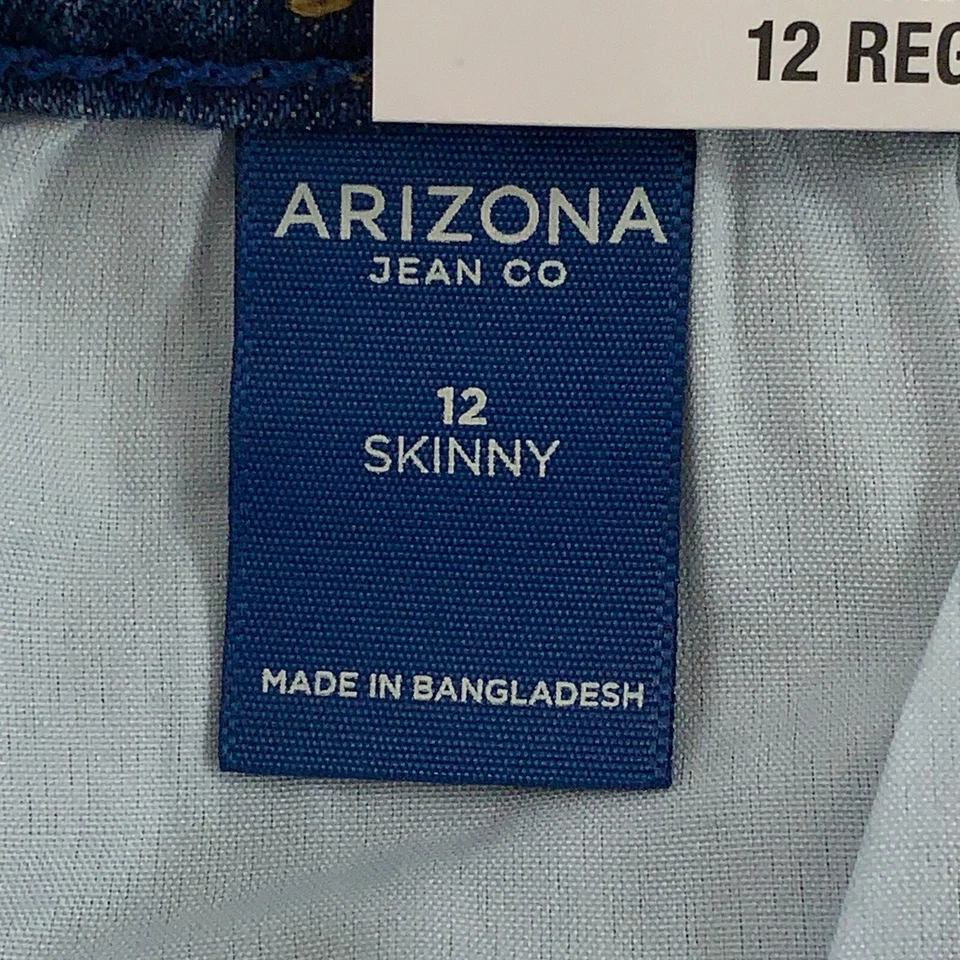 12 REG
ARIZONA
JEAN CO
12
SKINNY
MADE IN BANGLADESH